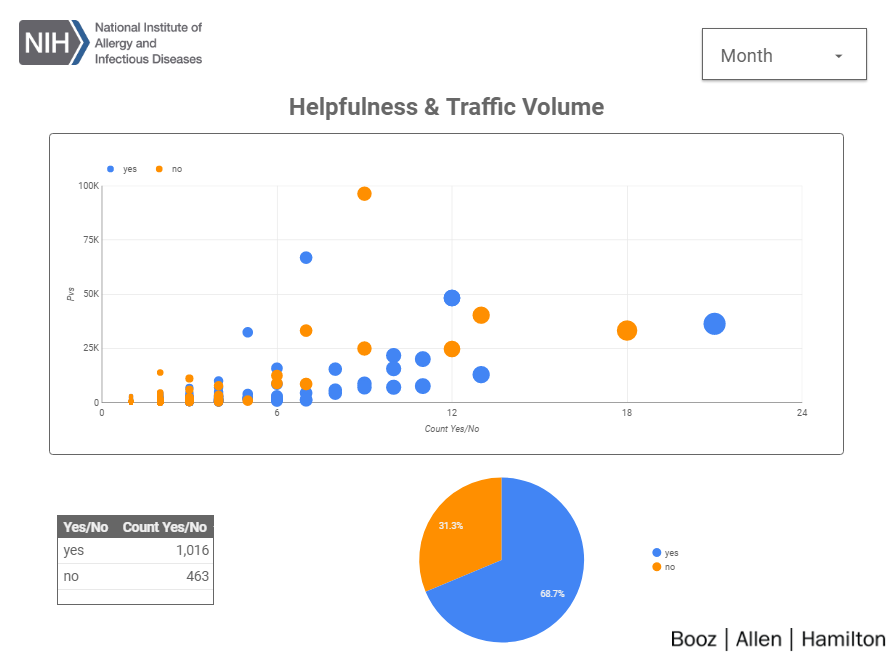 NIH
National Institute of
Allergy and
Infectious Diseases
Month
Helpfulness & Traffic Volume
yes no
100K
75K
50K
25K
0
Pvs
0 6 12 18 24
Count Yes/No
Yes/No Count Yes/No
yes 1,016
no 463
31.3%
68.7%
yes
no
Booz | Allen | Hamilton